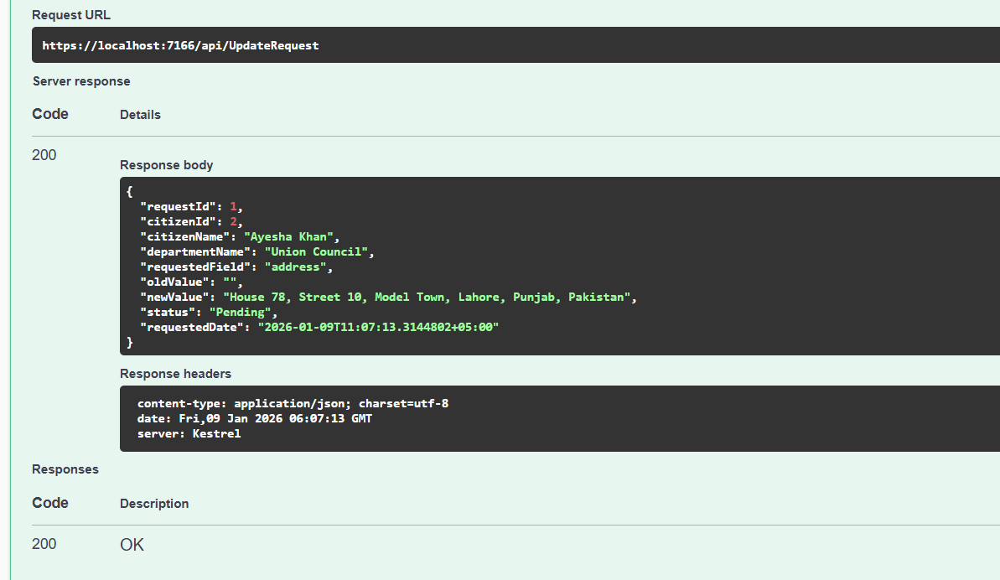 Request URL
https://localhost:7166/api/UpdateRequest
Server response
Code Details
200
Response body
{
"requestId": 1,
"citizenId": 2,
"citizenName": "Ayesha Khan",
"departmentName": "Union Council",
"requestedField": "address",
"oldValue": "",
"newValue": "House 78, Street 10, Model Town, Lahore, Punjab, Pakistan",
"status": "Pending",
"requestedDate": "2026-01-09T11:07:13.3144802+05:00"
}
Response headers
content-type: application/json; charset=utf-8
date: Fri,09 Jan 2026 06:07:13 GMT
server: Kestrel
Responses
Code Description
200 OK